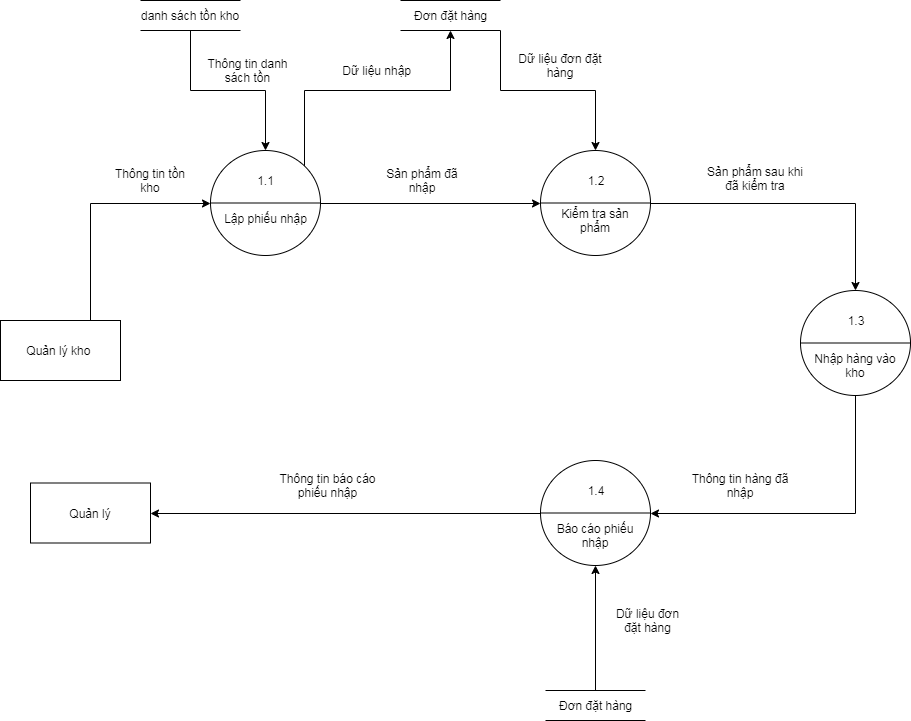 danh sách tồn kho
Đơn đặt hàng
Thông tin danh
sách tồn
Dữ liệu nhập
Dữ liệu đơn đặt
hàng
Thông tin tồn
kho
1.1
Lập phiếu nhập
Sản phẩm đã
nhập
1.2
Kiểm tra sản
phẩm
Sản phẩm sau khi
đã kiểm tra
Quản lý kho
1.3
Nhập hàng vào
kho
Quản lý
Thông tin báo cáo
phiếu nhập
1.4
Báo cáo phiếu
nhập
Thông tin hàng đã
nhập
Dữ liệu đơn
đặt hàng
Đơn đặt hàng